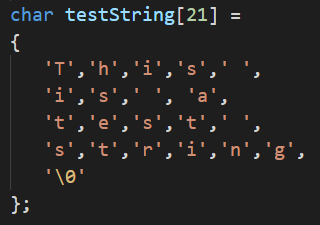 char testString[21] =
{
'T','h','i','s',' ',
'i','s',' ', 'a',
't','e','s','t',' ',
's','t','r','i','n','g',
'\0'
};